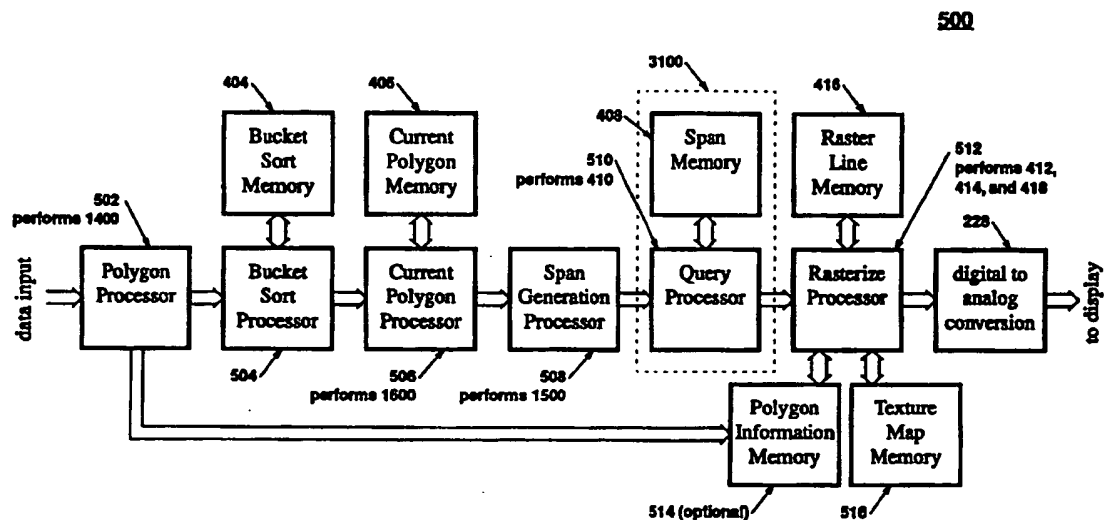 500
3100
404
406
408
416
Bucket
Sort
Memory
Current
Polygon
Memory
Span
Memory
Raster
Line
Memory
502
performs 1400
510
performs 410
512
performs 412,
414, and 418
228
data input
Polygon
Processor
Bucket
Sort
Processor
Current
Polygon
Processor
Span
Generation
Processor
Query
Processor
Rasterize
Processor
digital to
analog
conversion
to display
504
506
performs 1600
508
performs 1500
Polygon
Information
Memory
Texture
Map
Memory
514 (optional)
516